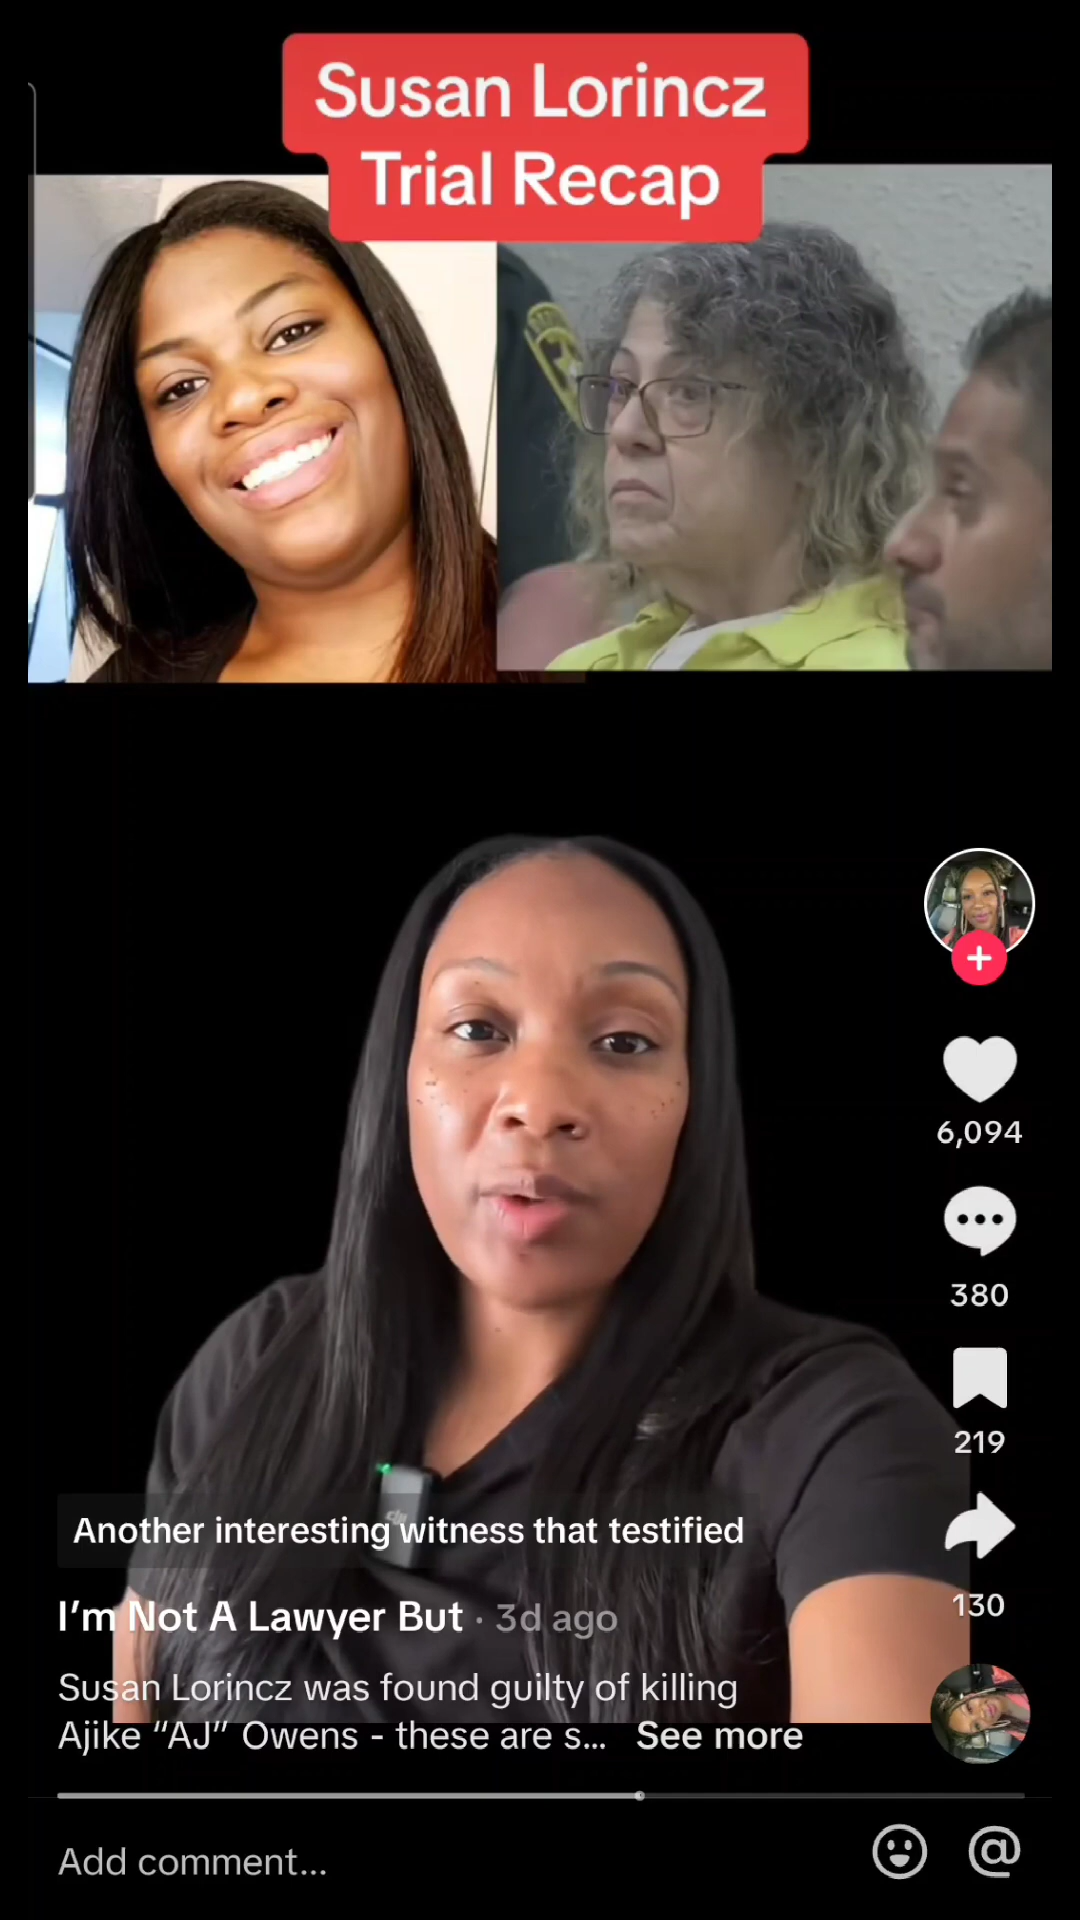 Susan Lorincz
Trial Recap
6,094
380
219
130
dji
Another interesting witness that testified
I'm Not A Lawyer But · 3d ago
Susan Lorincz was found guilty of killing
Ajike “AJ” Owens - these are s... See more
Add comment...
@